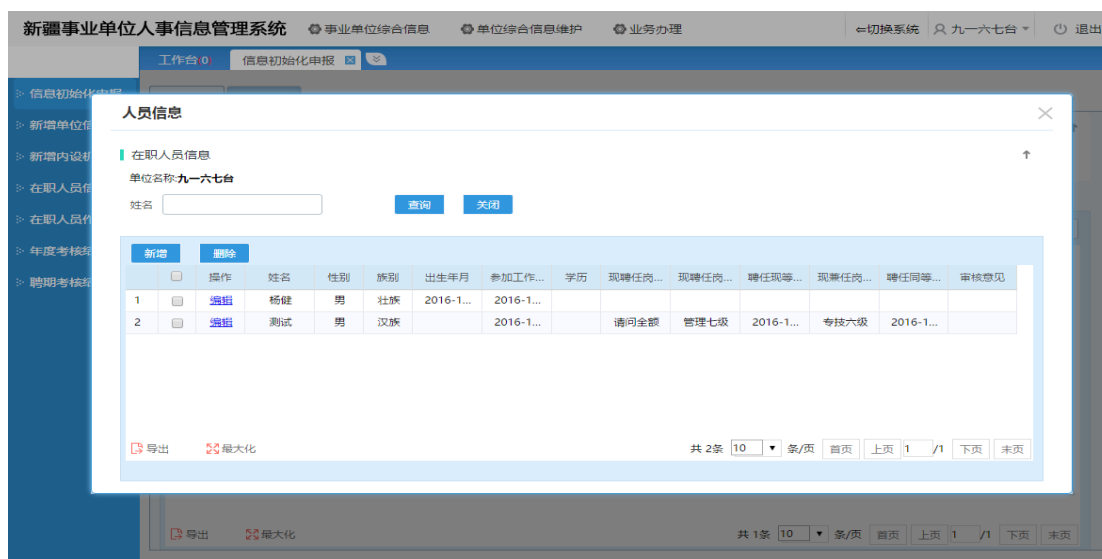 新疆事业单位人事信息管理系统 事业单位综合信息 单位综合信息维护 业务办理 切换系统 九一六七台 退出
工作台(0) 信息初始化申报
信息初始化申报
新增单位信
新增内设机
在职人员信
在职人员作
年度考核结
聘期考核结
人员信息
在职人员信息
单位名称:九一六七台
姓名 查询 关闭
新增 删除
操作 姓名 性别 族别 出生年月 参加工作... 学历 现聘任岗... 现聘任岗... 聘任现等... 现兼任岗... 聘任同等... 审核意见
1 编辑 杨健 男 壮族 2016-1... 2016-1...
2 编辑 测试 男 汉族 2016-1... 请问全额 管理七级 2016-1... 专技六级 2016-1...
导出 最大化 共 2条 10 条/页 首页 上页 1 /1 下页 末页
导出 最大化 共 1条 10 条/页 首页 上页 1 /1 下页 末页